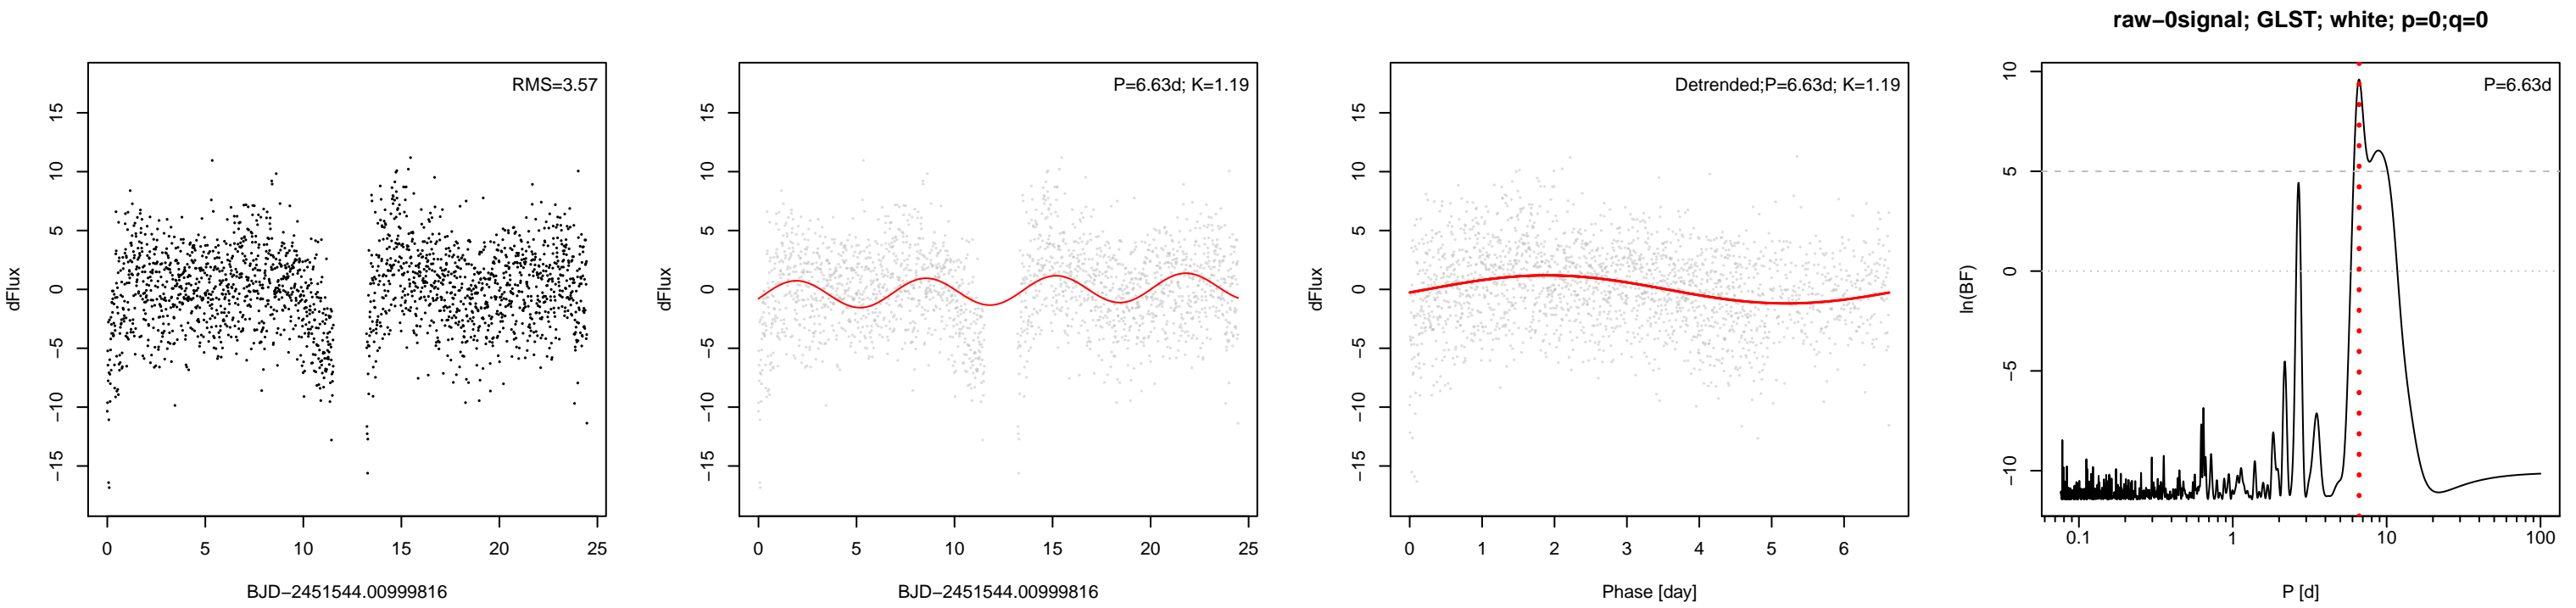 raw−0signal; GLST; white; p=0;q=0
RMS=3.57
dFlux
15
10
5
0
−5
−10
−15
0 5 10 15 20 25
BJD−2451544.00999816
P=6.63d; K=1.19
dFlux
15
10
5
0
−5
−10
−15
0 5 10 15 20 25
BJD−2451544.00999816
Detrended;P=6.63d; K=1.19
dFlux
15
10
5
0
−5
−10
−15
0 1 2 3 4 5 6
Phase [day]
P=6.63d
ln(BF)
10
5
0
−5
−10
0.1 1 10 100
P [d]